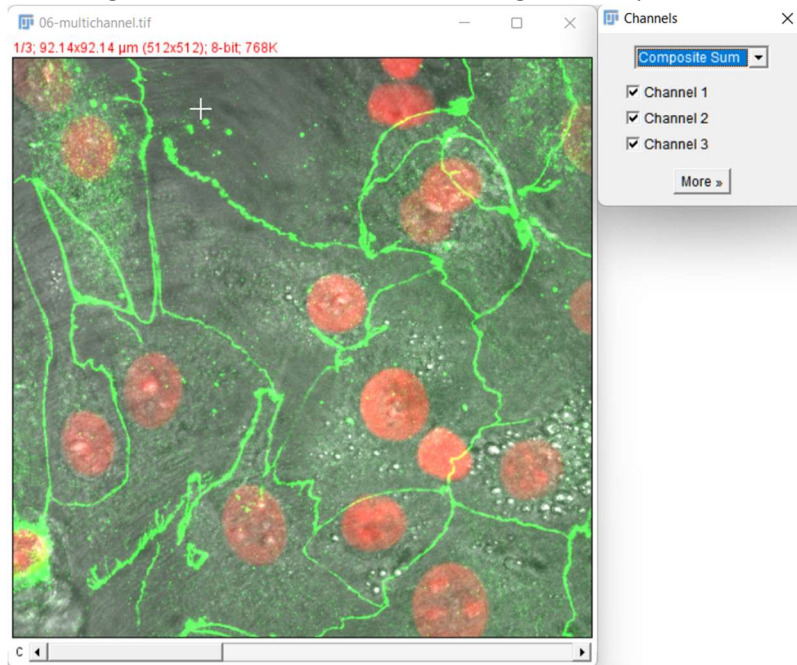 06-multichannel.tif
1/3; 92.14x92.14 µm (512x512); 8-bit; 768K
C
Channels
Composite Sum
Channel 1
Channel 2
Channel 3
More »